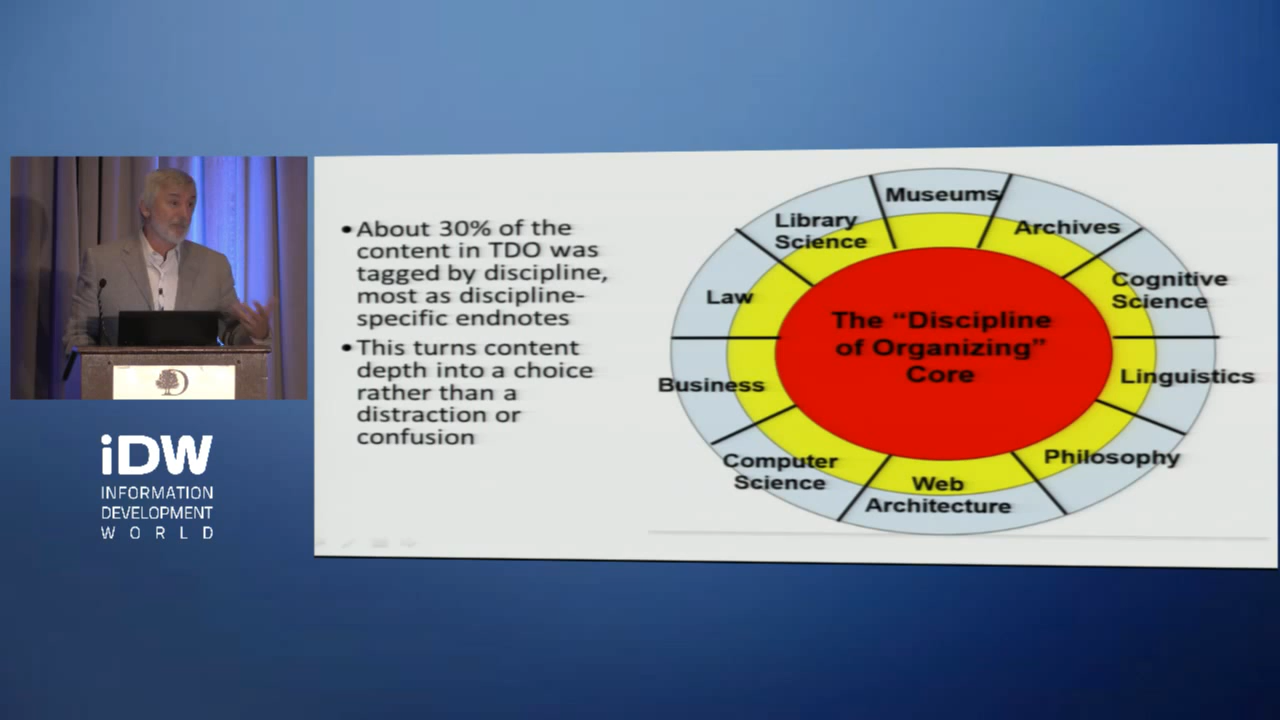 •About 30% of the
content in TDO was
tagged by discipline,
most as discipline-
specific endnotes
•This turns content
depth into a choice
rather than a
distraction or
confusion
Museums
Library
Science
Archives
Law
Cognitive
Science
The “Discipline
of Organizing”
Core
Business
Linguistics
Computer
Science
Philosophy
Web
Architecture
iDW
INFORMATION
DEVELOPMENT
WORLD